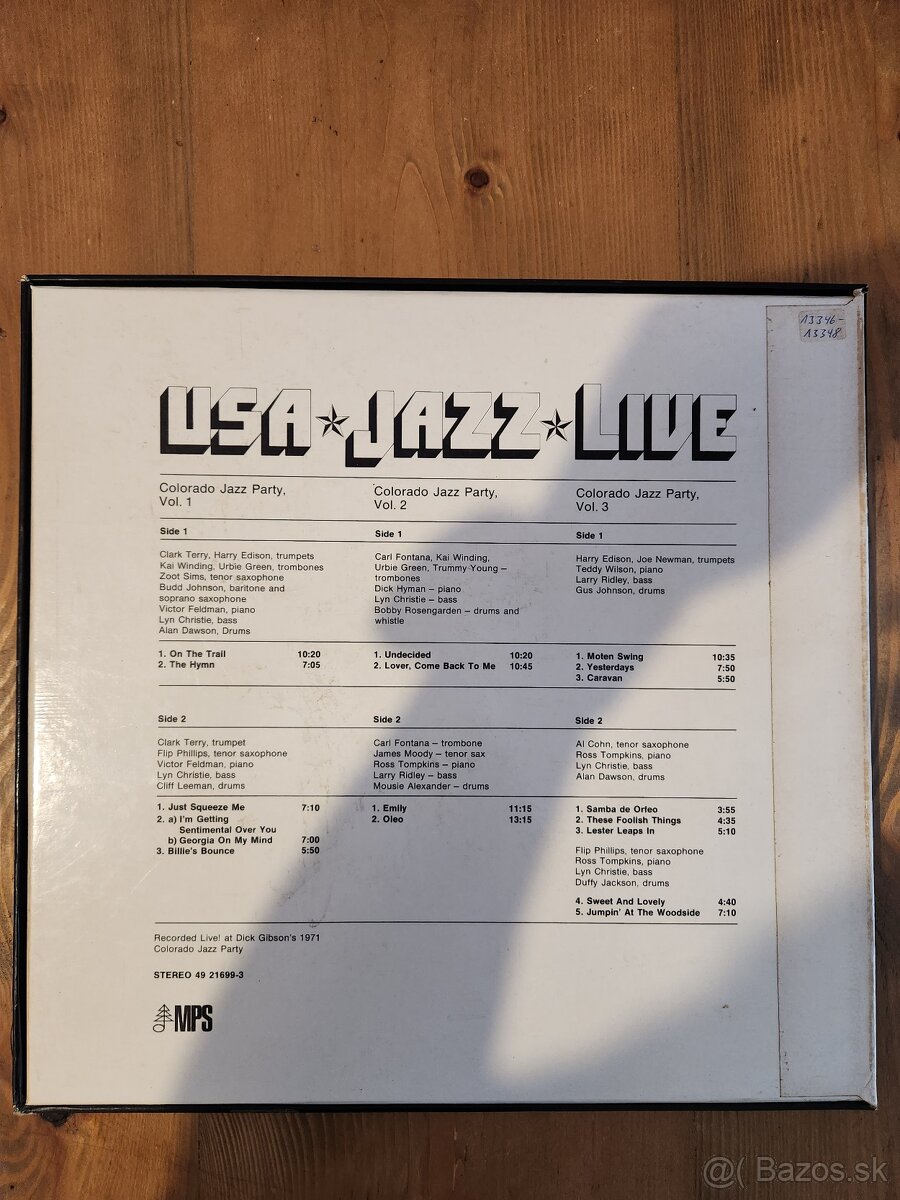 13346-
13348
USA★JAZZ★LIVE
Colorado Jazz Party,
Vol. 1
Side 1
Clark Terry, Harry Edison, trumpets
Kai Winding, Urbie Green, trombones
Zoot Sims, tenor saxophone
Budd Johnson, baritone and
soprano saxophone
Victor Feldman, piano
Lyn Christie, bass
Alan Dawson, Drums
1. On The Trail 10:20
2. The Hymn 7:05
Side 2
Clark Terry, trumpet
Flip Phillips, tenor saxophone
Victor Feldman, piano
Lyn Christie, bass
Cliff Leeman, drums
1. Just Squeeze Me 7:10
2. a) I'm Getting
Sentimental Over You
b) Georgia On My Mind 7:00
3. Billie's Bounce 5:50
Colorado Jazz Party,
Vol. 2
Side 1
Carl Fontana, Kai Winding,
Urbie Green, Trummy Young –
trombones
Dick Hyman – piano
Lyn Christie – bass
Bobby Rosengarden – drums and
whistle
1. Undecided 10:20
2. Lover, Come Back To Me 10:45
Side 2
Carl Fontana – trombone
James Moody – tenor sax
Ross Tompkins – piano
Larry Ridley – bass
Mousie Alexander – drums
1. Emily 11:15
2. Oleo 13:15
Colorado Jazz Party,
Vol. 3
Side 1
Harry Edison, Joe Newman, trumpets
Teddy Wilson, piano
Larry Ridley, bass
Gus Johnson, drums
1. Moten Swing 10:35
2. Yesterdays 7:50
3. Caravan 5:50
Side 2
Al Cohn, tenor saxophone
Ross Tompkins, piano
Lyn Christie, bass
Alan Dawson, drums
1. Samba de Orfeo 3:55
2. These Foolish Things 4:35
3. Lester Leaps In 5:10
Flip Phillips, tenor saxophone
Ross Tompkins, piano
Lyn Christie, bass
Duffy Jackson, drums
4. Sweet And Lovely 4:40
5. Jumpin' At The Woodside 7:10
Recorded Live! at Dick Gibson's 1971
Colorado Jazz Party
STEREO 49 21699-3
MPS
@( Bazos.sk